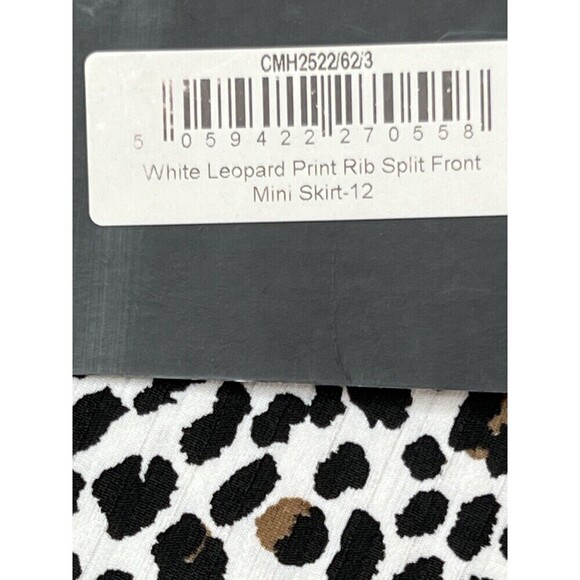 CMH2522/62/3
5 059422 270558
White Leopard Print Rib Split Front
Mini Skirt-12